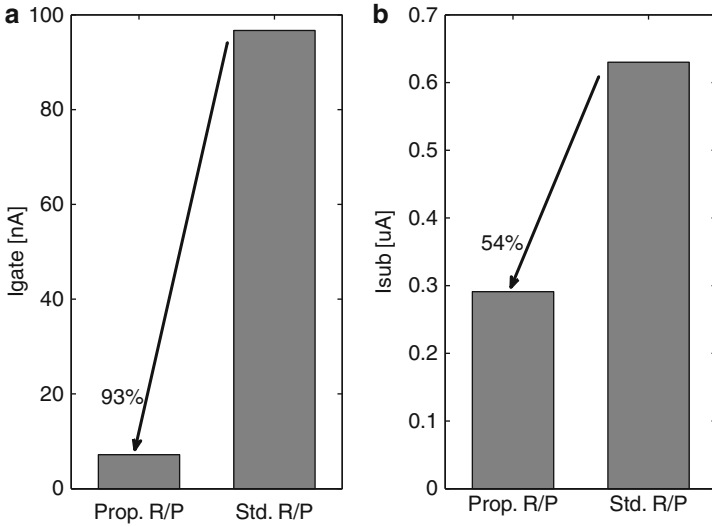 a
100
80
60
40
20
0
Igate [nA]
93%
Prop. R/P
Std. R/P
b
0.7
0.6
0.5
0.4
0.3
0.2
0.1
0
Isub [uA]
54%
Prop. R/P
Std. R/P